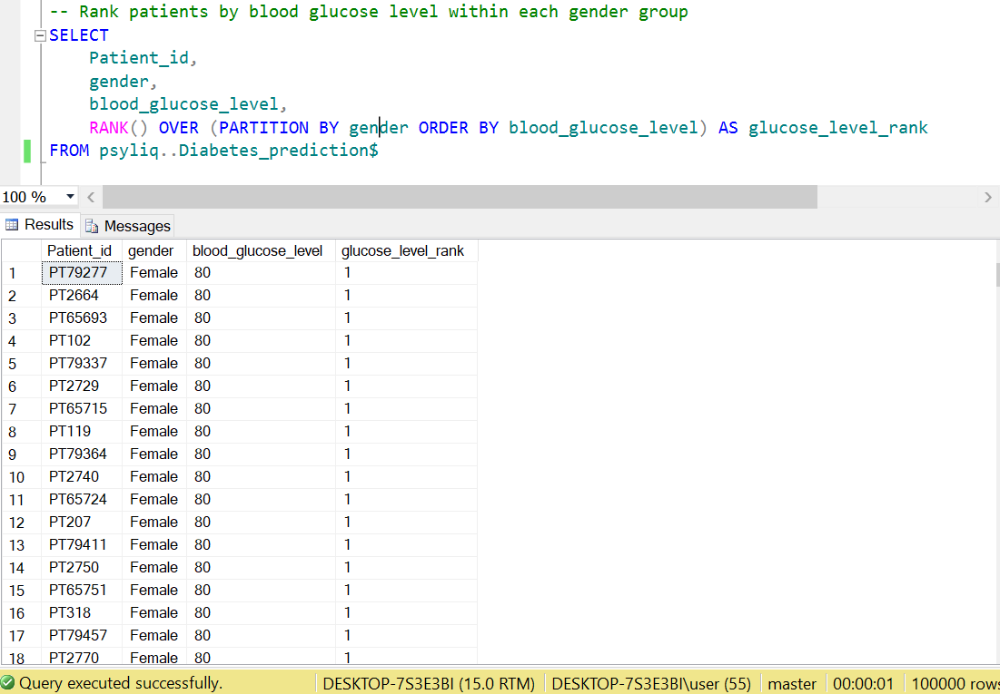 -- Rank patients by blood glucose level within each gender group
SELECT
Patient_id,
gender,
blood_glucose_level,
RANK() OVER (PARTITION BY gender ORDER BY blood_glucose_level) AS glucose_level_rank
FROM psyliq..Diabetes_prediction$
100 %
Results Messages
Patient_id gender blood_glucose_level glucose_level_rank
1 PT79277 Female 80 1
2 PT2664 Female 80 1
3 PT65693 Female 80 1
4 PT102 Female 80 1
5 PT79337 Female 80 1
6 PT2729 Female 80 1
7 PT65715 Female 80 1
8 PT119 Female 80 1
9 PT79364 Female 80 1
10 PT2740 Female 80 1
11 PT65724 Female 80 1
12 PT207 Female 80 1
13 PT79411 Female 80 1
14 PT2750 Female 80 1
15 PT65751 Female 80 1
16 PT318 Female 80 1
17 PT79457 Female 80 1
18 PT2770 Female 80 1
Query executed successfully. DESKTOP-7S3E3BI (15.0 RTM) DESKTOP-7S3E3BI\user (55) master 00:00:01 100000 rows